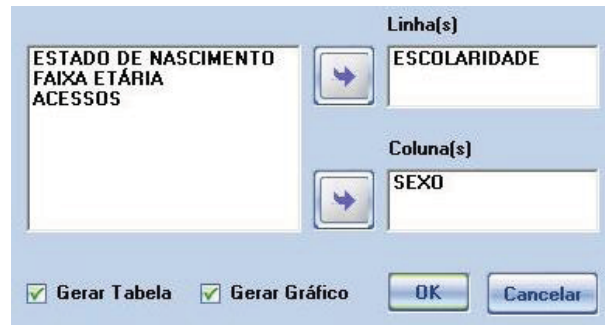 Linha(s)
ESTADO DE NASCIMENTO
FAIXA ETÁRIA
ACESSOS
ESCOLARIDADE
Coluna(s)
SEXO
Gerar Tabela
Gerar Gráfico
OK
Cancelar